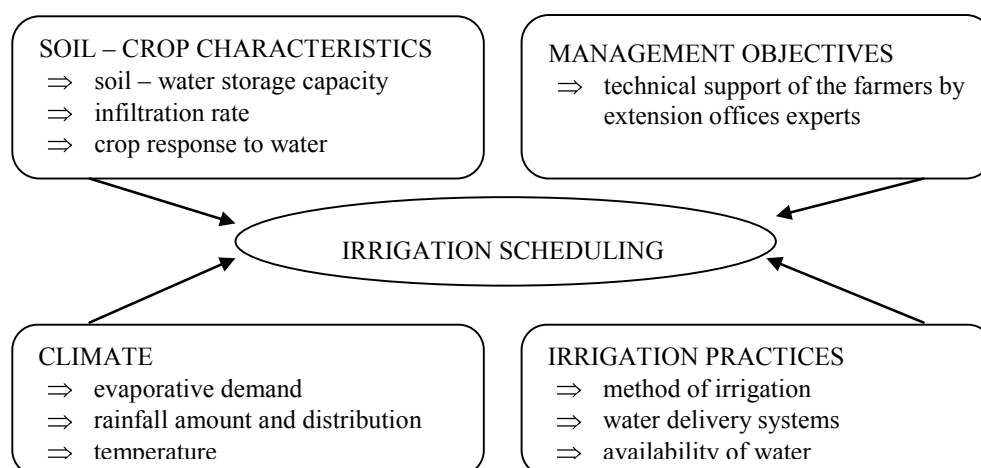 SOIL – CROP CHARACTERISTICS
⇒ soil – water storage capacity
⇒ infiltration rate
⇒ crop response to water
MANAGEMENT OBJECTIVES
⇒ technical support of the farmers by
extension offices experts
IRRIGATION SCHEDULING
CLIMATE
⇒ evaporative demand
⇒ rainfall amount and distribution
⇒ temperature
IRRIGATION PRACTICES
⇒ method of irrigation
⇒ water delivery systems
⇒ availability of water